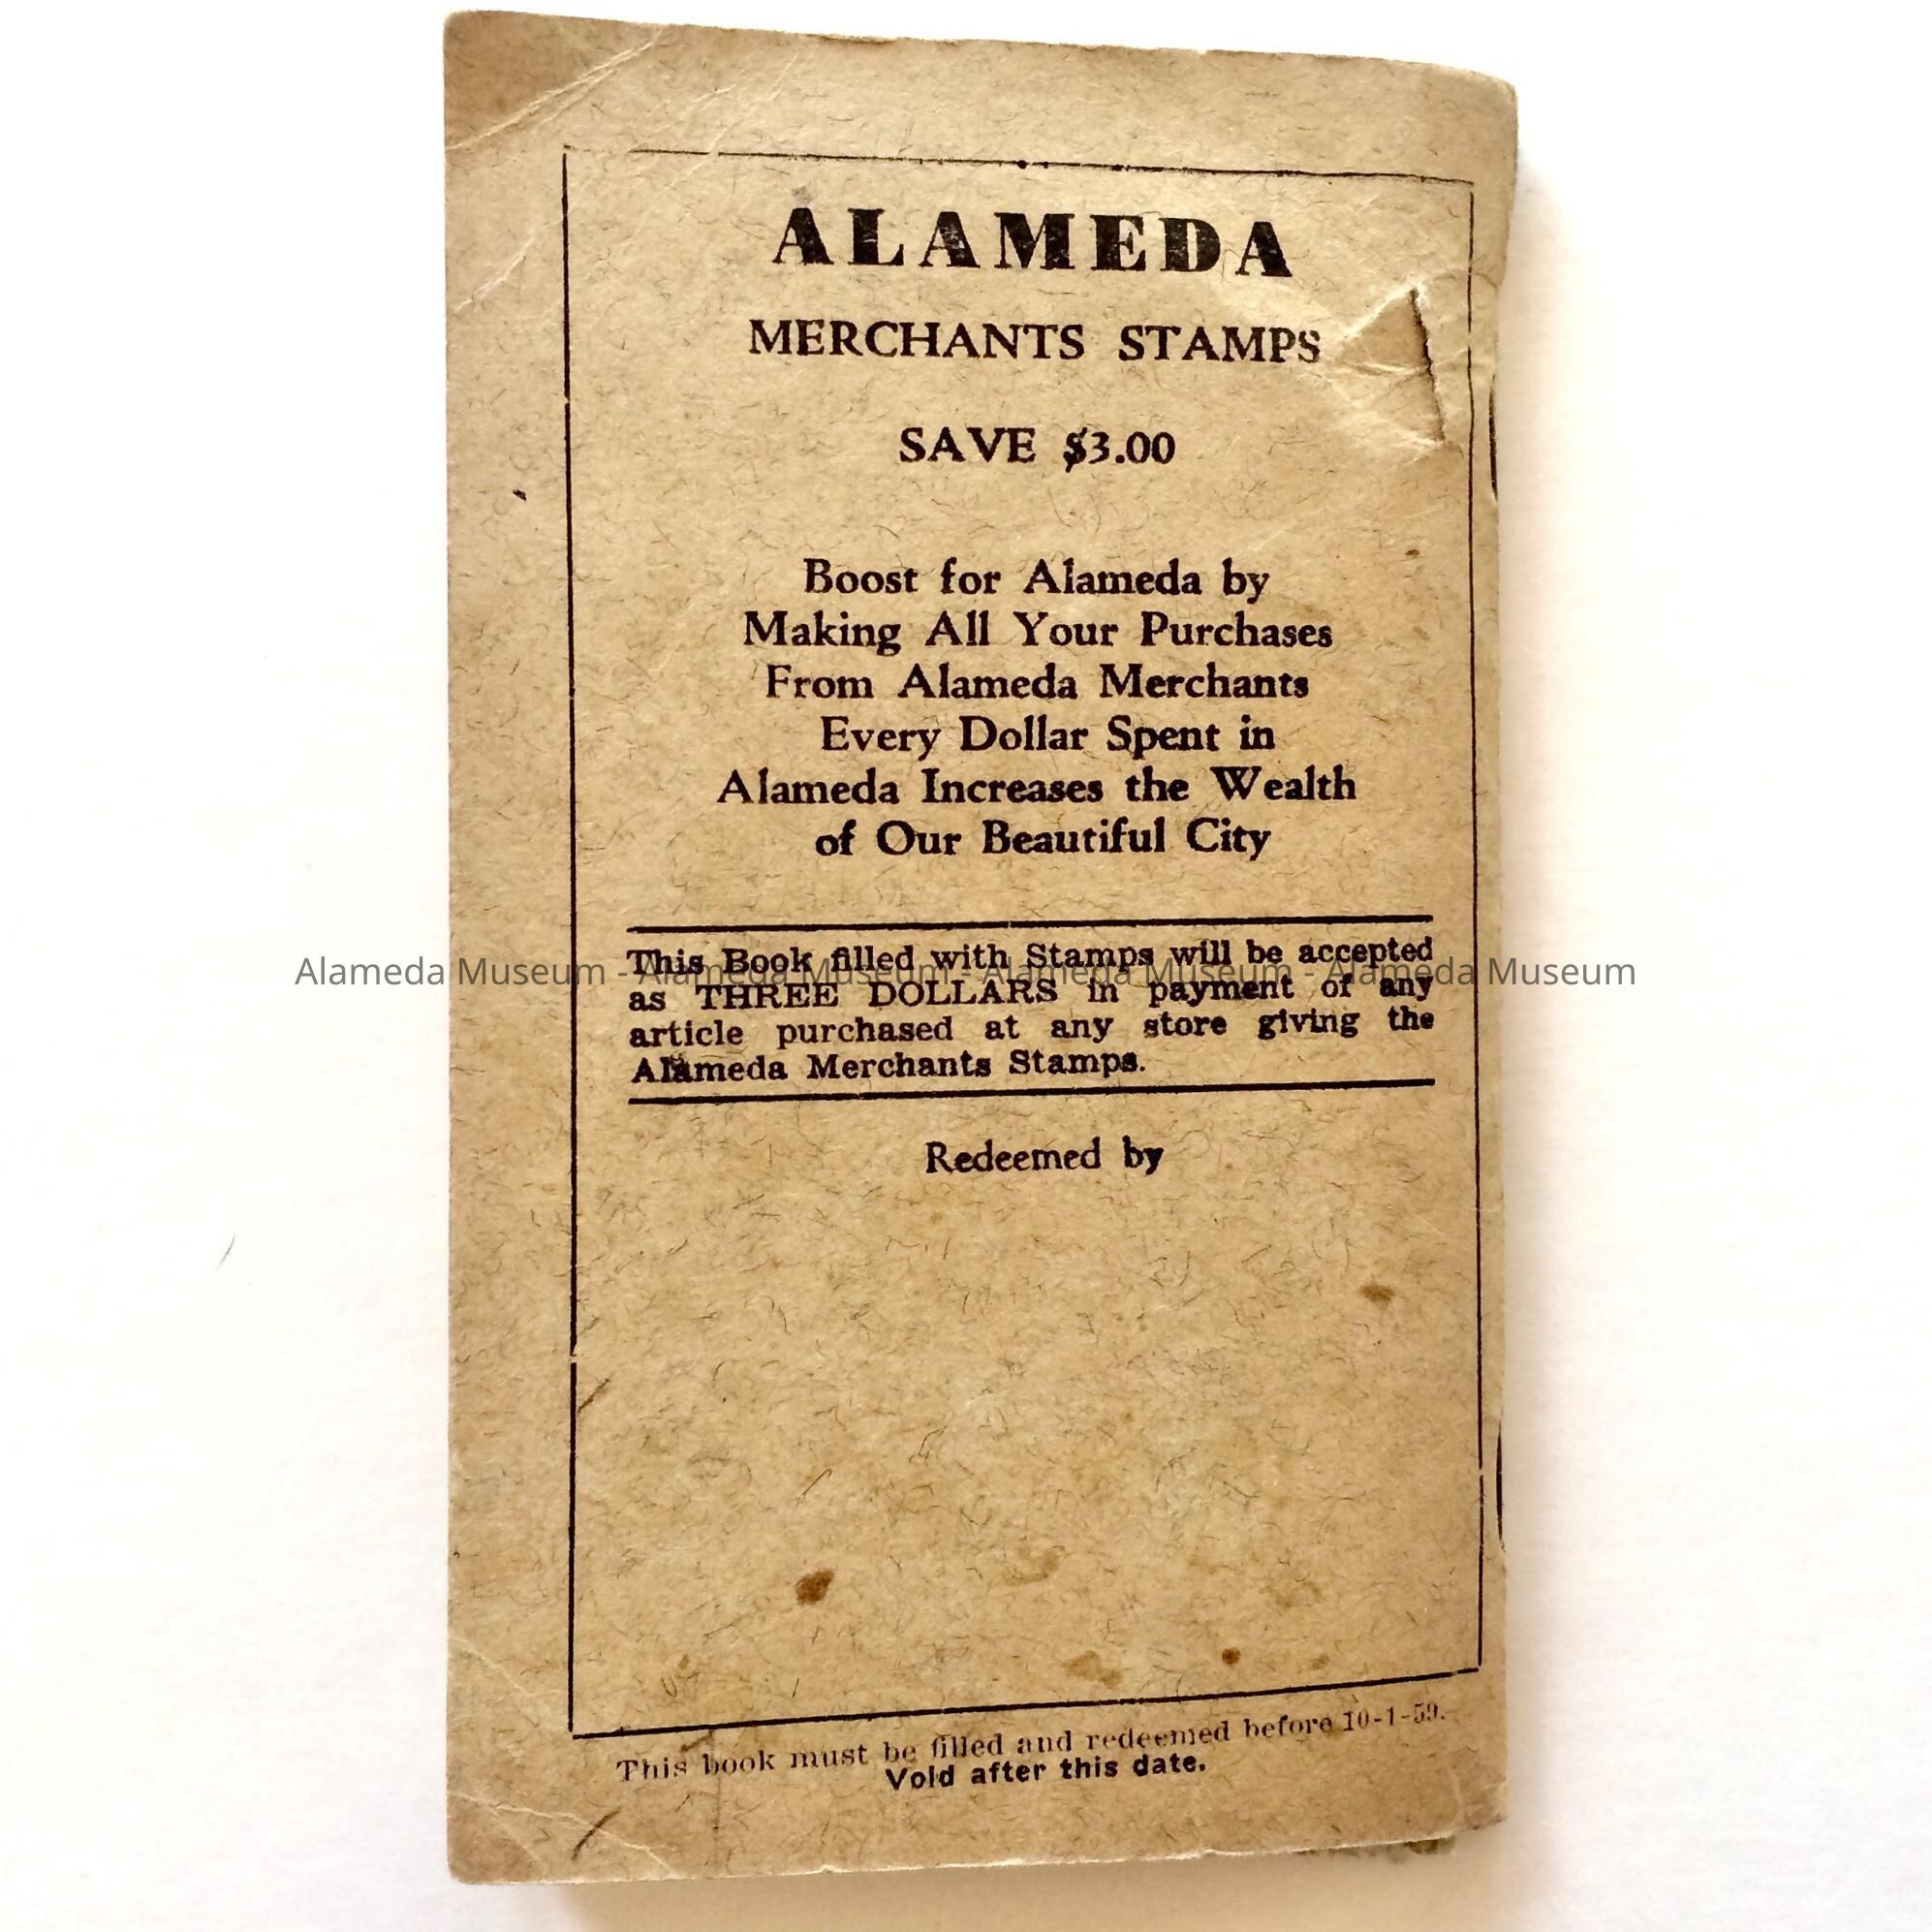 ALAMEDA
MERCHANTS STAMPS
SAVE $3.00
Boost for Alameda by
Making All Your Purchases
From Alameda Merchants
Every Dollar Spent in
Alameda Increases the Wealth
of Our Beautiful City
This Book filled with Stamps will be accepted
Alameda Museum - Alameda Museum - Alameda Museum - Alameda Museum
as THREE DOLLARS in payment of any
article purchased at any store giving the
Alameda Merchants Stamps.
Redeemed by
This book must be filled and redeemed before 10-1-59.
Void after this date.